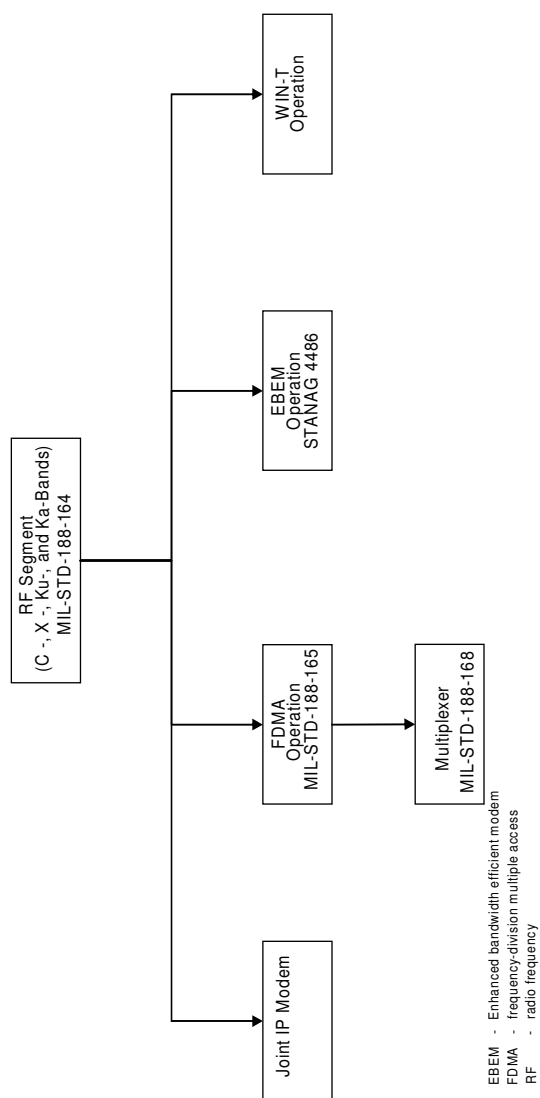 RF Segment
(C -, X -, Ku-, and Ka-Bands)
MIL-STD-188-164
Joint IP Modem
FDMA
Operation
MIL-STD-188-165
EBEM
Operation
STANAG 4486
WIN-T
Operation
Multiplexer
MIL-STD-188-168
EBEM - Enhanced bandwidth efficient modem
FDMA - frequency-division multiple access
RF - radio frequency